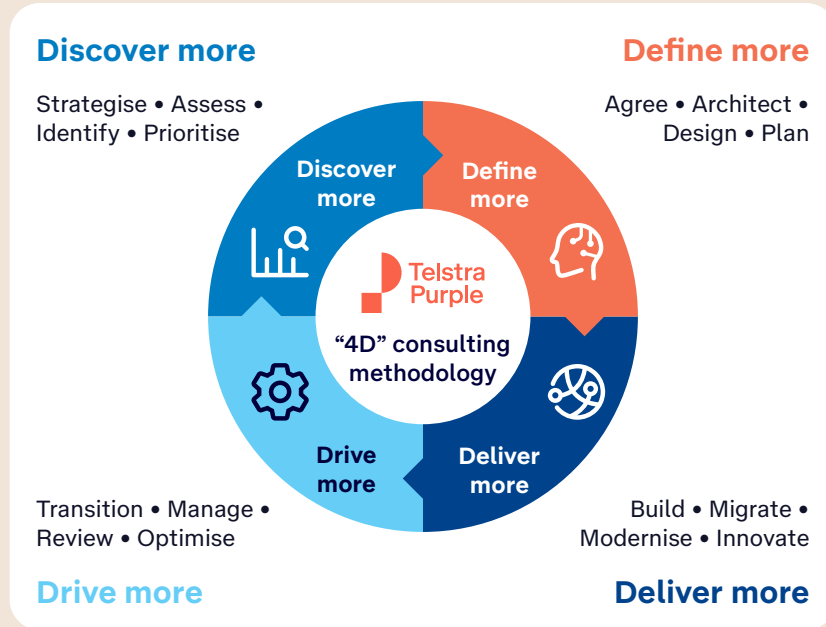 Discover more
Strategise • Assess •
Identify • Prioritise
Define more
Agree • Architect •
Design • Plan
Discover
more
Define
more
Telstra
Purple
“4D” consulting
methodology
Drive
more
Deliver
more
Transition • Manage •
Review • Optimise
Drive more
Build • Migrate •
Modernise • Innovate
Deliver more